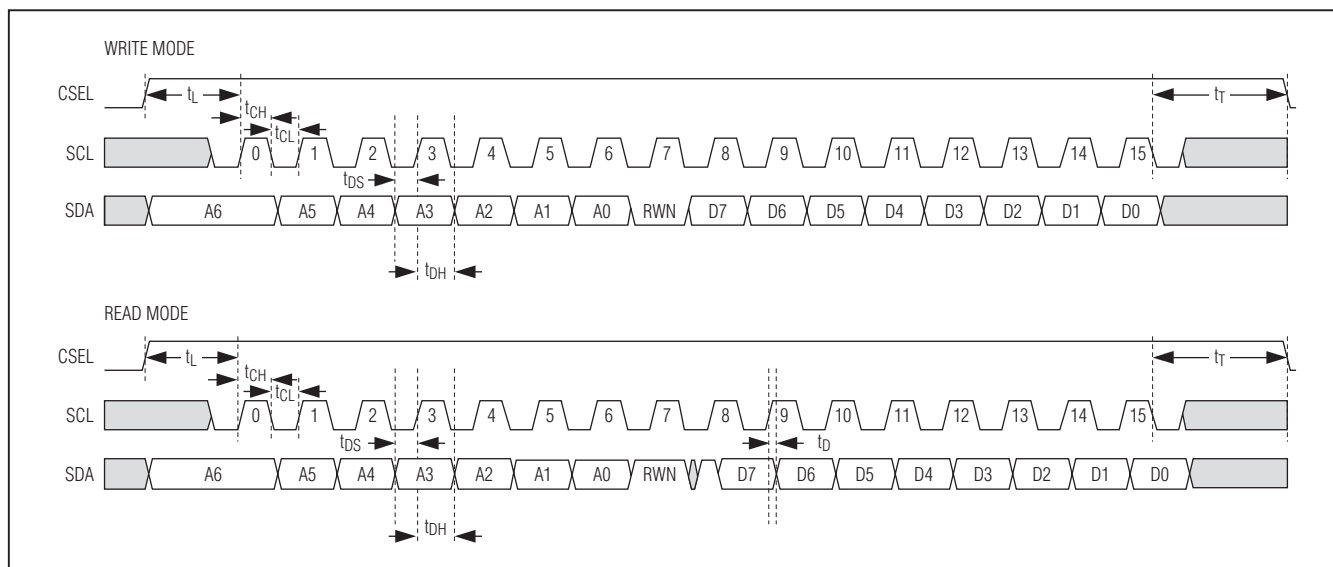 WRITE MODE
CSEL tL tT
tCH
tCL
SCL 0 1 2 3 4 5 6 7 8 9 10 11 12 13 14 15
tDS
SDA A6 A5 A4 A3 A2 A1 A0 RWN D7 D6 D5 D4 D3 D2 D1 D0
tDH
READ MODE
CSEL tL tT
tCH
tCL
SCL 0 1 2 3 4 5 6 7 8 9 10 11 12 13 14 15
tDS tD
SDA A6 A5 A4 A3 A2 A1 A0 RWN D7 D6 D5 D4 D3 D2 D1 D0
tDH